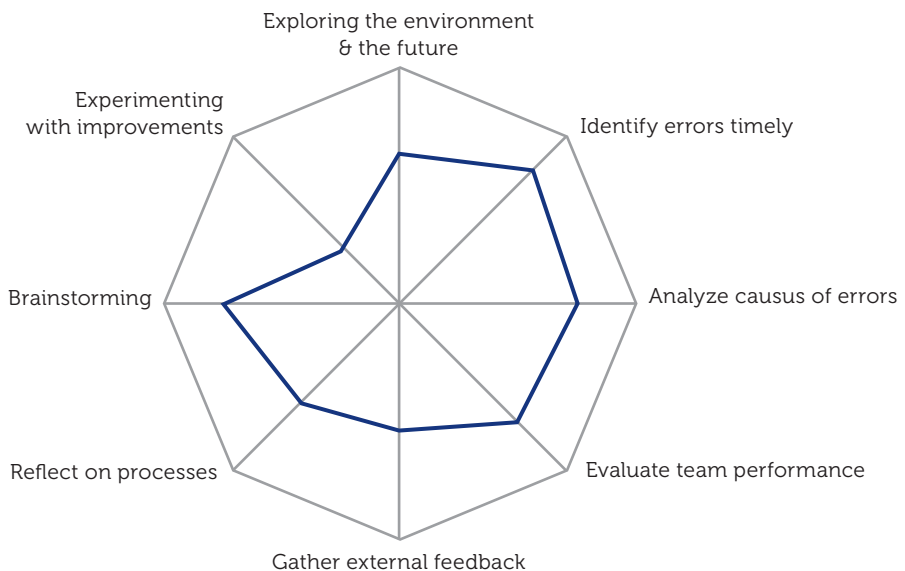 Exploring the environment
& the future
Experimenting
with improvements
Identify errors timely
Brainstorming
Analyze causus of errors
Reflect on processes
Evaluate team performance
Gather external feedback